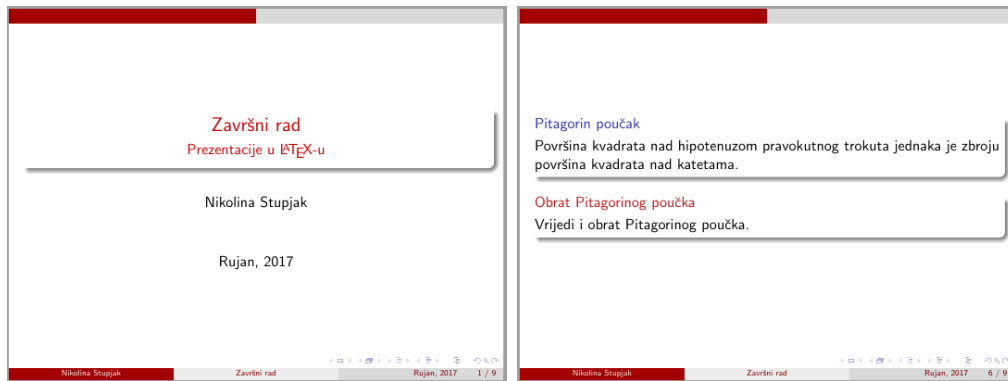 Završni rad
Prezentacije u LATEX-u
Nikolina Stupjak
Rujan, 2017
Nikolina Stupjak Završni rad Rujan, 2017 1 / 9
Pitagorin poučak
Površina kvadrata nad hipotenuzom pravokutnog trokuta jednaka je zbroju
površina kvadrata nad katetama.
Obrat Pitagorinog poučka
Vrijedi i obrat Pitagorinog poučka.
Nikolina Stupjak Završni rad Rujan, 2017 6 / 9